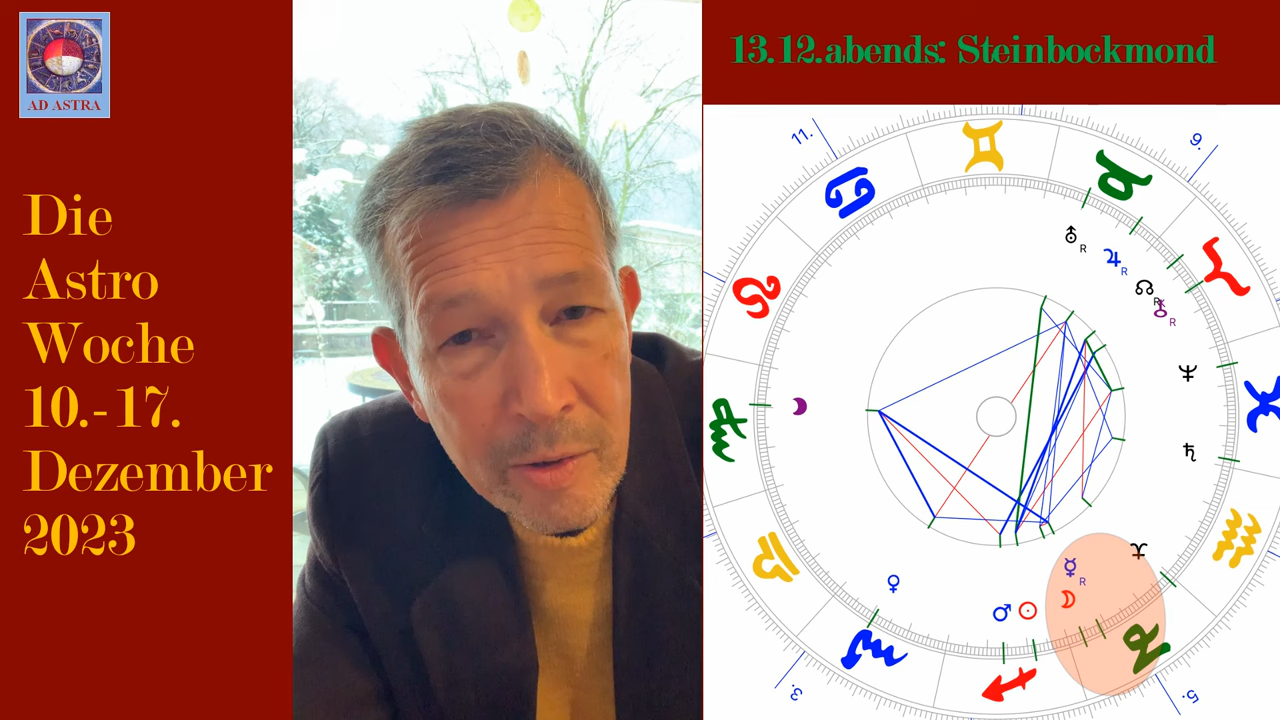 AD ASTRA
Die
Astro
Woche
10.-17.
Dezember
2023
13.12.abends: Steinbockmond
11.
9.
R
R
R
R
R
3.
5.